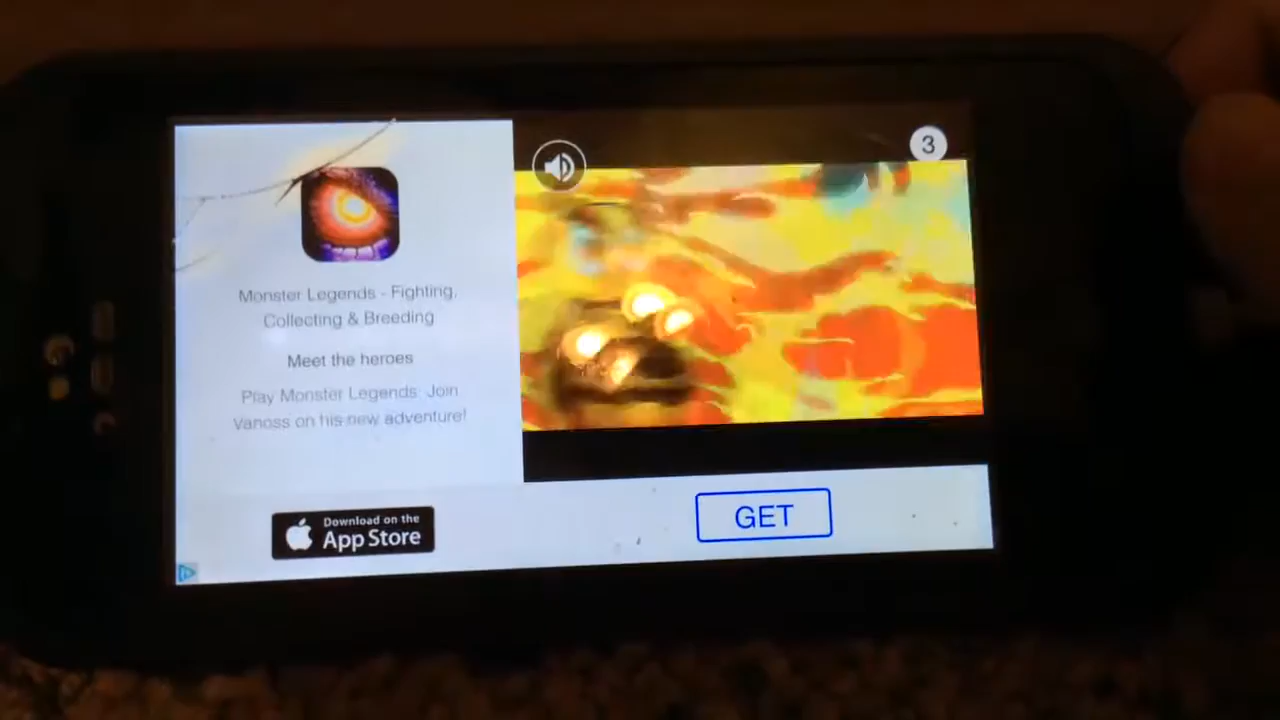 3
Monster Legends - Fighting,
Collecting & Breeding
Meet the heroes
Play Monster Legends: Join
Vanoss on his new adventure!
Download on the
App Store
GET